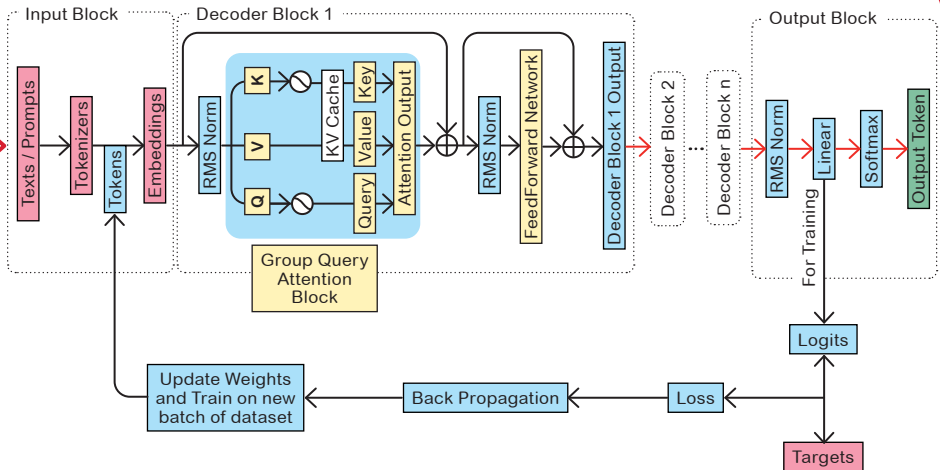 Input Block
Decoder Block 1
Output Block
Texts / Prompts
Tokenizers
Tokens
Embeddings
RMS Norm
K
V
Q
KV Cache
Key
Value
Query
Attention Output
RMS Norm
FeedForward Network
Decoder Block 1 Output
Decoder Block 2
...
Decoder Block n
RMS Norm
Linear
Softmax
Output Token
Group Query
Attention
Block
For Training
Logits
Update Weights
and Train on new
batch of dataset
Back Propagation
Loss
Targets